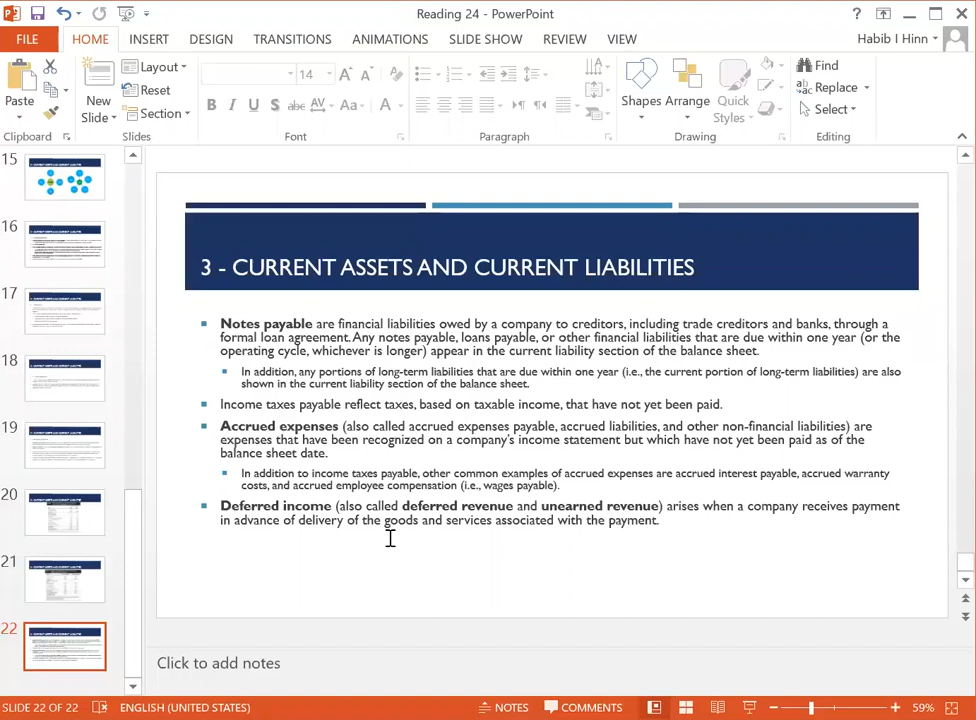 Reading 24 - PowerPoint
?
FILE HOME INSERT DESIGN TRANSITIONS ANIMATIONS SLIDE SHOW REVIEW VIEW Habib I Hinn
Paste
New
Slide
Layout
Reset
Section
14
B I U S abc AV Aa A
Shapes
Arrange
Quick
Styles
Find
Replace
Select
Clipboard Slides Font Paragraph Drawing Editing
15
16
17
18
19
20
21
22
3 - CURRENT ASSETS AND CURRENT LIABILITIES
Notes payable are financial liabilities owed by a company to creditors, including trade creditors and banks, through a
formal loan agreement. Any notes payable, loans payable, or other financial liabilities that are due within one year (or the
operating cycle, whichever is longer) appear in the current liability section of the balance sheet.
In addition, any portions of long-term liabilities that are due within one year (i.e., the current portion of long-term liabilities) are also
shown in the current liability section of the balance sheet.
Income taxes payable reflect taxes, based on taxable income, that have not yet been paid.
Accrued expenses (also called accrued expenses payable, accrued liabilities, and other non-financial liabilities) are
expenses that have been recognized on a company's income statement but which have not yet been paid as of the
balance sheet date.
In addition to income taxes payable, other common examples of accrued expenses are accrued interest payable, accrued warranty
costs, and accrued employee compensation (i.e., wages payable).
Deferred income (also called deferred revenue and unearned revenue) arises when a company receives payment
in advance of delivery of the goods and services associated with the payment.
Click to add notes
SLIDE 22 OF 22 ENGLISH (UNITED STATES) NOTES COMMENTS 59%